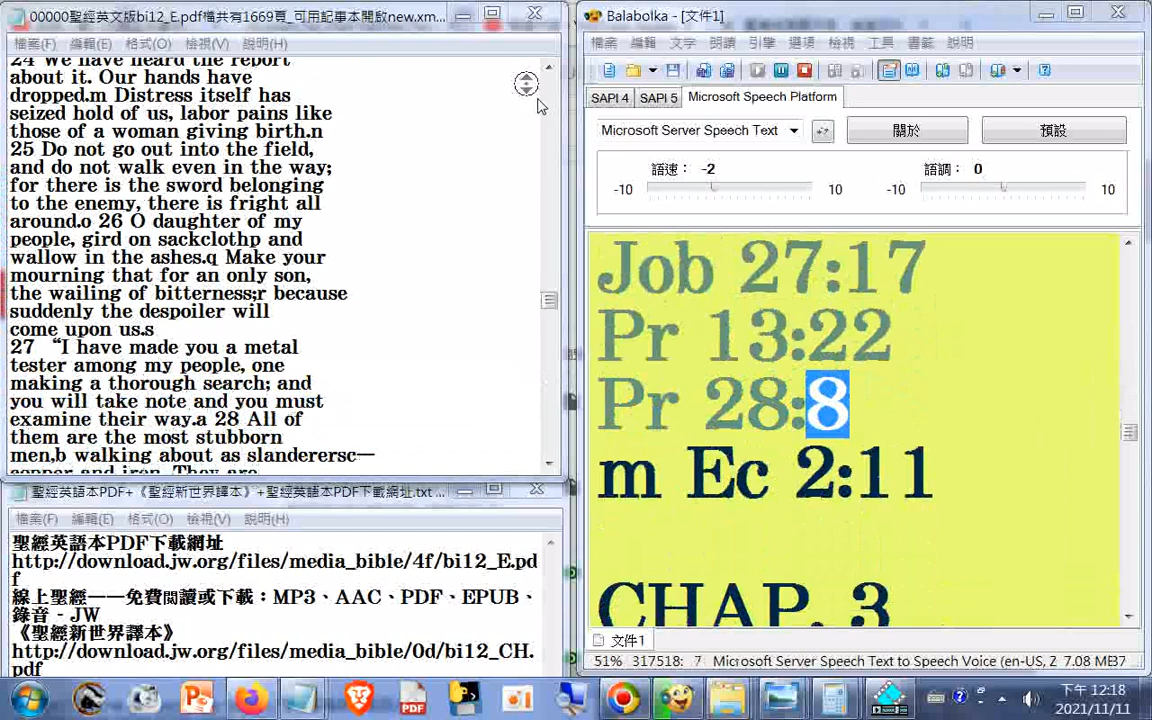 00000聖經英文版bi12_E.pdf檔共有1669頁_可用記事本開啟new.xm...
檔案(F) 編輯(E) 格式(O) 檢視(V) 說明(H)
24 We have heard the report
about it. Our hands have
dropped.m Distress itself has
seized hold of us, labor pains like
those of a woman giving birth.n
25 Do not go out into the field,
and do not walk even in the way;
for there is the sword belonging
to the enemy, there is fright all
around.o 26 O daughter of my
people, gird on sackclothp and
wallow in the ashes.q Make your
mourning that for an only son,
the wailing of bitterness;r because
suddenly the despoiler will
come upon us.s
27 “I have made you a metal
tester among my people, one
making a thorough search; and
you will take note and you must
examine their way.a 28 All of
them are the most stubborn
men,b walking about as slanderersc—
copper and iron. They are
聖經英語本PDF+《聖經新世界譯本》+聖經英語本PDF下載網址.txt ...
檔案(F) 編輯(E) 格式(O) 檢視(V) 說明(H)
聖經英語本PDF下載網址
http://download.jw.org/files/media_bible/4f/bi12_E.pd
f
線上聖經——免費閱讀或下載：MP3、AAC、PDF、EPUB、
錄音 - JW
《聖經新世界譯本》
http://download.jw.org/files/media_bible/0d/bi12_CH.
pdf
Balabolka - [文件1]
檔案 編輯 文字 朗讀 引擎 選項 檢視 工具 書籤 說明
SAPI 4 SAPI 5 Microsoft Speech Platform
Microsoft Server Speech Text 關於 預設
語速： -2 語調： 0
-10 10 -10 10
Job 27:17
Pr 13:22
Pr 28:8
m Ec 2:11
CHAP. 3
文件1
51% 317518: 7 Microsoft Server Speech Text to Speech Voice (en-US, 2 7.08 MB37
下午 12:18
2021/11/11